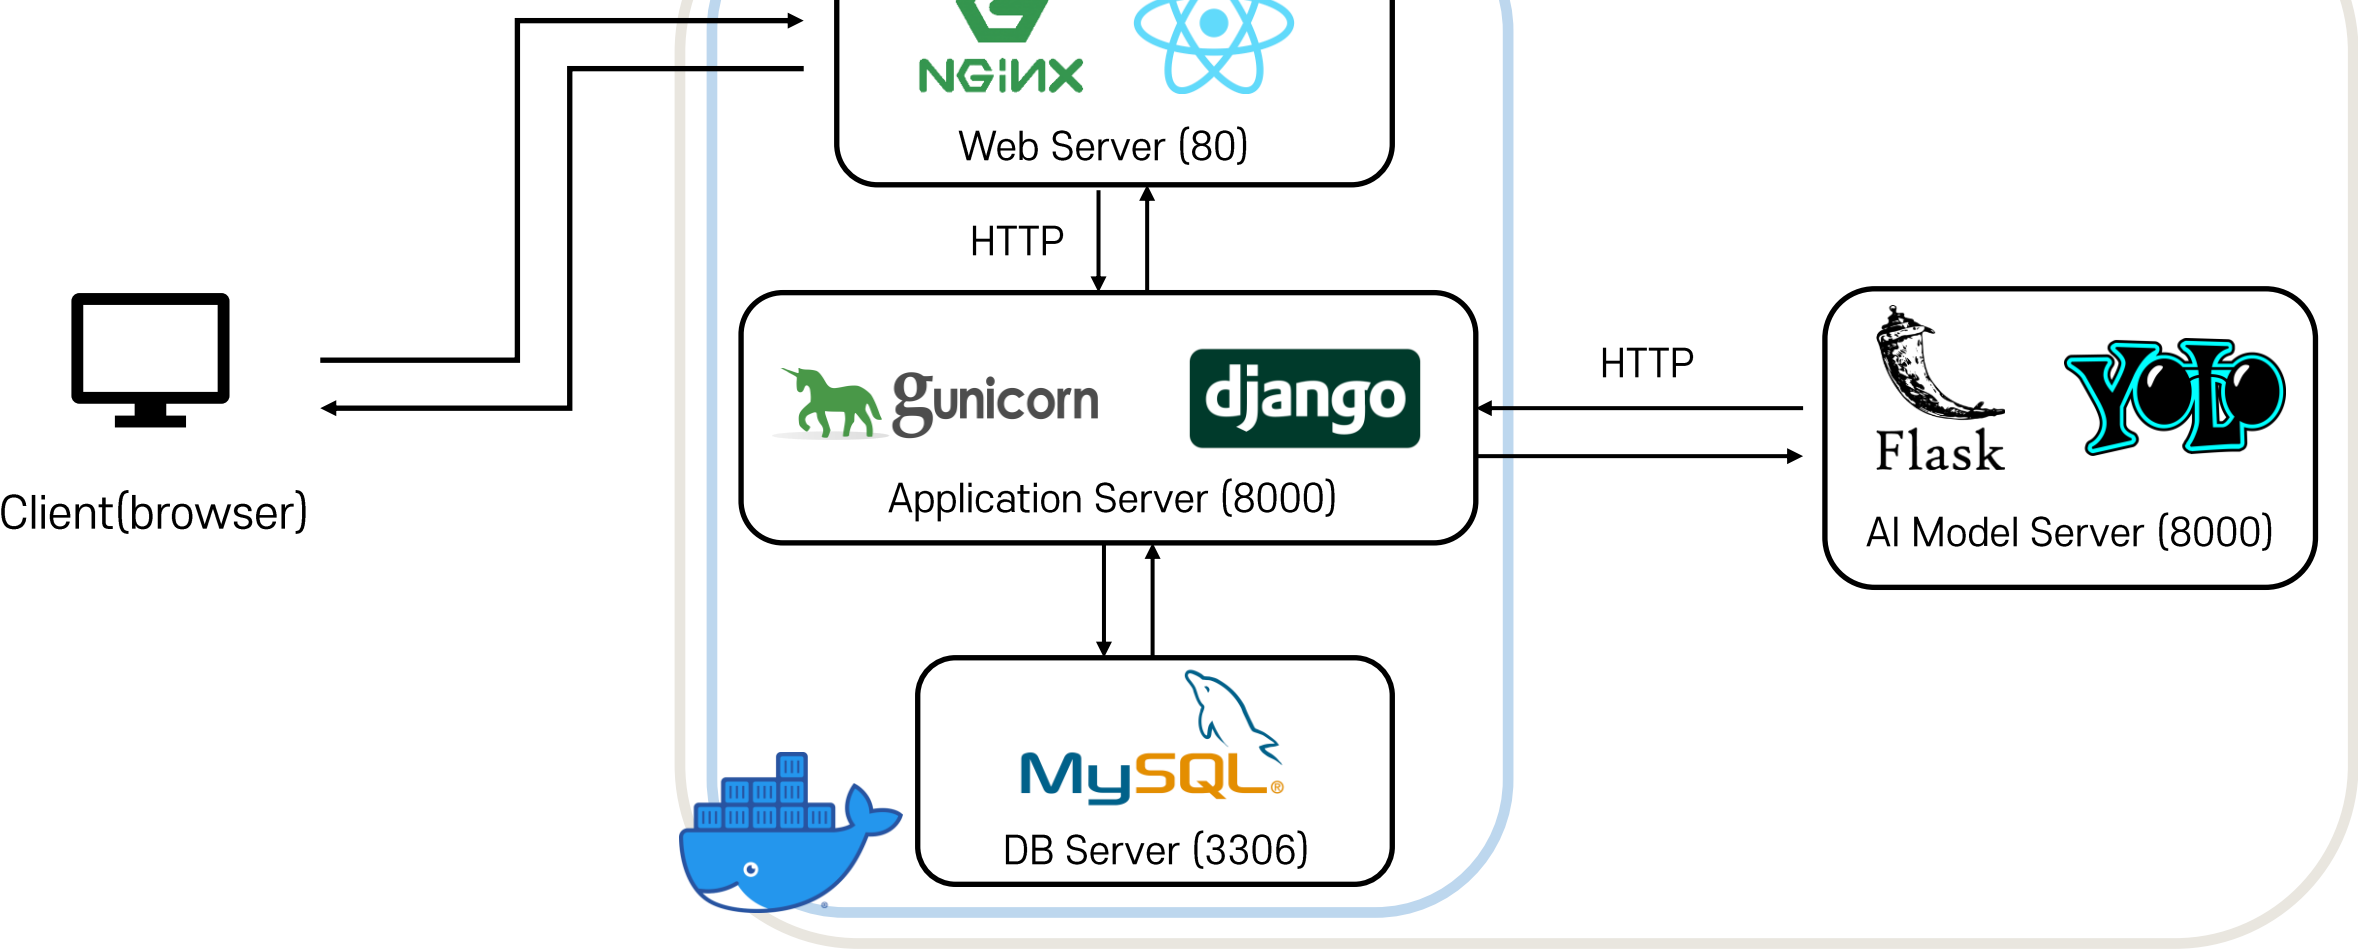 NGiNX
Web Server (80)
HTTP
gunicorn
django
Application Server (8000)
HTTP
Flask
YOLO
AI Model Server (8000)
Client(browser)
MySQL®
DB Server (3306)